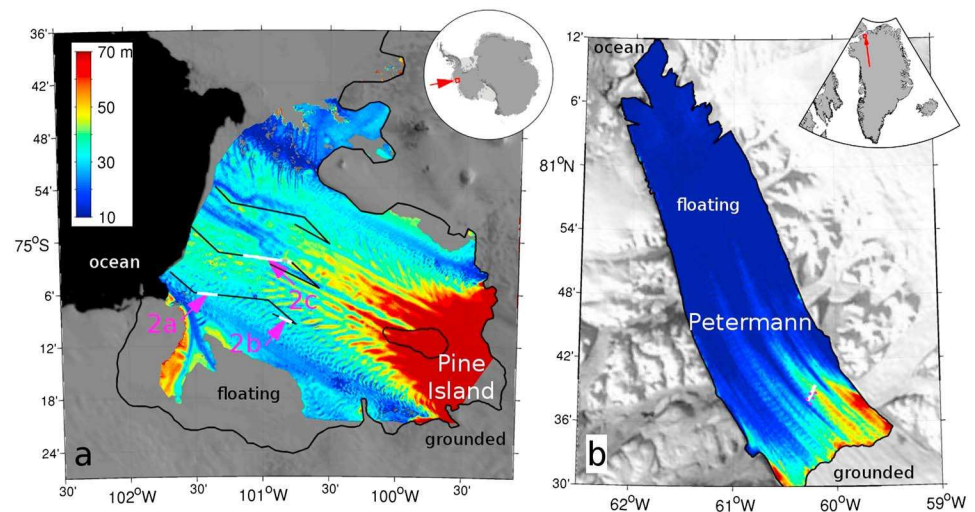 36'
42'
48'
54'
75°S
6'
12'
18'
24'
30'
102°W
30'
101°W
30'
100°W
30'
70 m
50
30
10
ocean
2a
2b
2c
floating
Pine
Island
grounded
a
12'
6'
81°N
54'
48'
42'
36'
30'
62°W
61°W
60°W
59°W
ocean
floating
Petermann
grounded
b